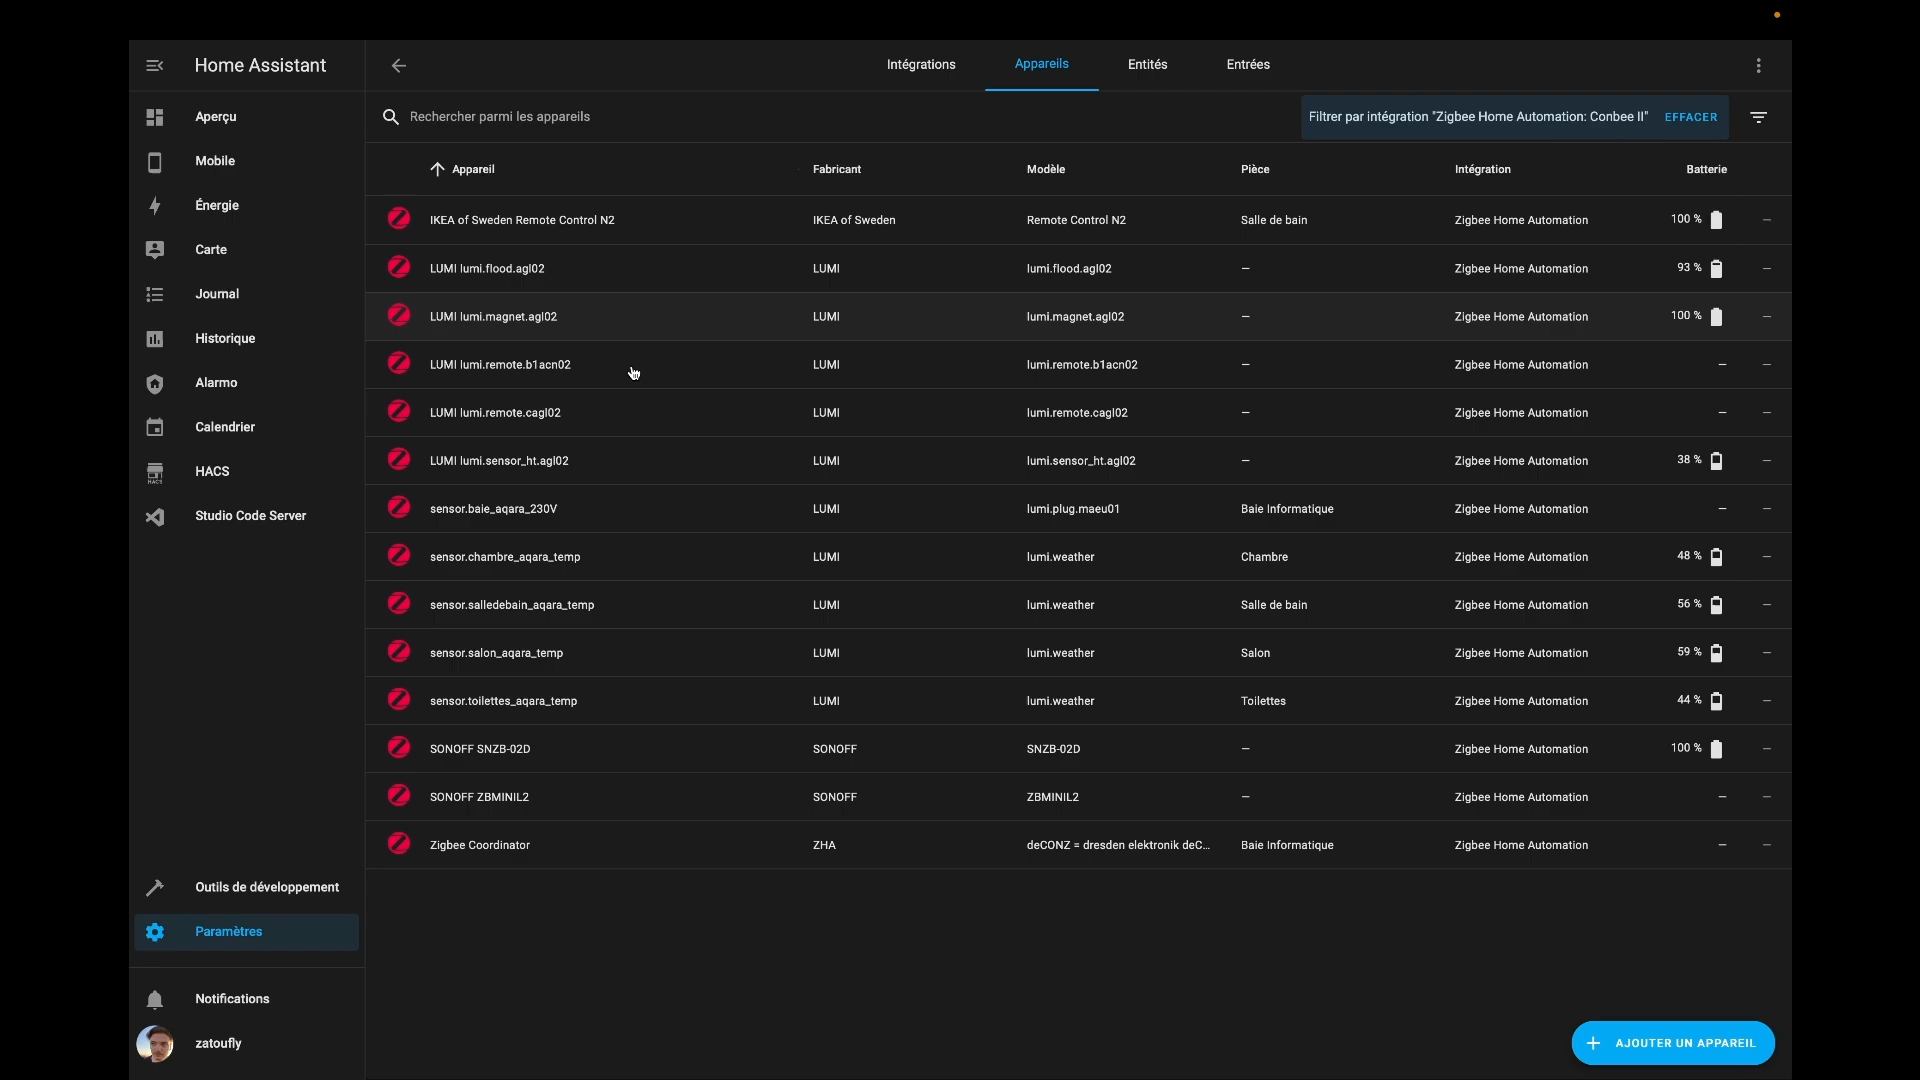 Home Assistant
Intégrations Appareils Entités Entrées
Aperçu
Mobile
Énergie
Carte
Journal
Historique
Alarmo
Calendrier
HACS
HACS
Studio Code Server
Outils de développement
Paramètres
Notifications
zatoufly
Rechercher parmi les appareils
Filtrer par intégration "Zigbee Home Automation: Conbee II" EFFACER
Appareil Fabricant Modèle Pièce Intégration Batterie
IKEA of Sweden Remote Control N2 IKEA of Sweden Remote Control N2 Salle de bain Zigbee Home Automation 100 % —
LUMI lumi.flood.agl02 LUMI lumi.flood.agl02 — Zigbee Home Automation 93 % —
LUMI lumi.magnet.agl02 LUMI lumi.magnet.agl02 — Zigbee Home Automation 100 % —
LUMI lumi.remote.b1acn02 LUMI lumi.remote.b1acn02 — Zigbee Home Automation — —
LUMI lumi.remote.cagl02 LUMI lumi.remote.cagl02 — Zigbee Home Automation — —
LUMI lumi.sensor_ht.agl02 LUMI lumi.sensor_ht.agl02 — Zigbee Home Automation 38 % —
sensor.baie_aqara_230V LUMI lumi.plug.maeu01 Baie Informatique Zigbee Home Automation — —
sensor.chambre_aqara_temp LUMI lumi.weather Chambre Zigbee Home Automation 48 % —
sensor.salledebain_aqara_temp LUMI lumi.weather Salle de bain Zigbee Home Automation 56 % —
sensor.salon_aqara_temp LUMI lumi.weather Salon Zigbee Home Automation 59 % —
sensor.toilettes_aqara_temp LUMI lumi.weather Toilettes Zigbee Home Automation 44 % —
SONOFF SNZB-02D SONOFF SNZB-02D — Zigbee Home Automation 100 % —
SONOFF ZBMINIL2 SONOFF ZBMINIL2 — Zigbee Home Automation — —
Zigbee Coordinator ZHA deCONZ = dresden elektronik deC... Baie Informatique Zigbee Home Automation — —
AJOUTER UN APPAREIL